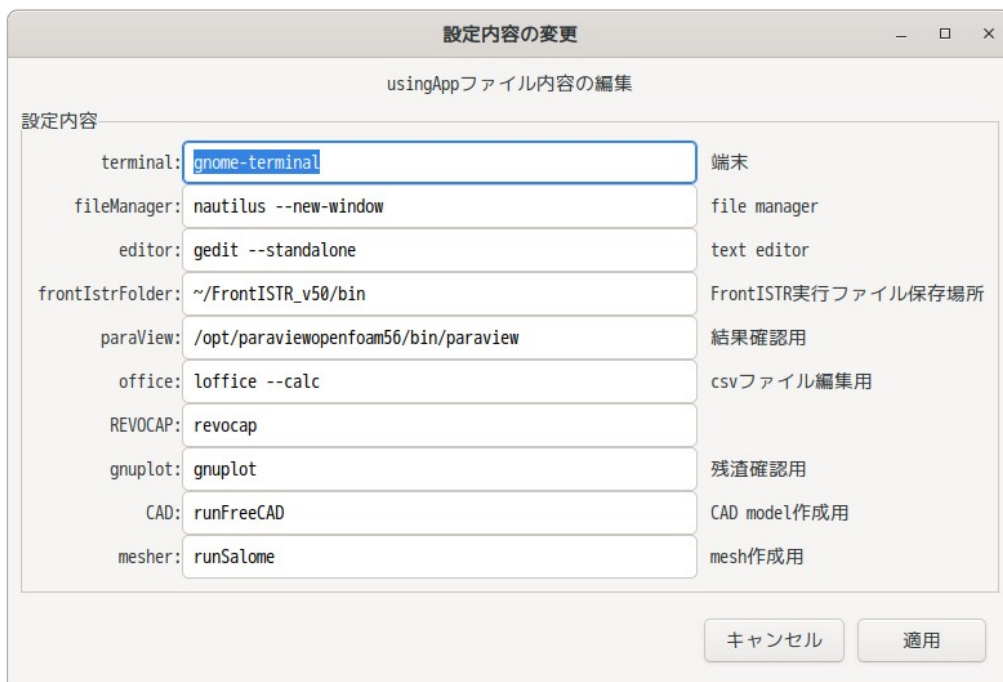 設定内容の変更
usingAppファイル内容の編集
設定内容
terminal: gnome-terminal 端末
fileManager: nautilus --new-window file manager
editor: gedit --standalone text editor
frontIstrFolder: ~/FrontISTR_v50/bin FrontISTR実行ファイル保存場所
paraView: /opt/paraviewopenfoam56/bin/paraview 結果確認用
office: loffice --calc csvファイル編集用
REVOCAP: revocap
gnuplot: gnuplot 残渣確認用
CAD: runFreeCAD CAD model作成用
mesher: runSalome mesh作成用
キャンセル 適用